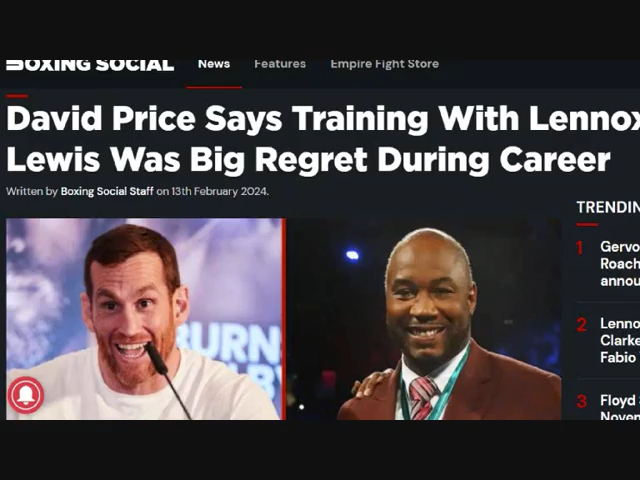 BOXING SOCIAL News Features Empire Fight Store
David Price Says Training With Lennox
Lewis Was Big Regret During Career
Written by Boxing Social Staff on 13th February 2024.
TRENDIN
1 Gervo
Roach
annou
2 Lenno
Clarke
Fabio
3 Floyd
Novem
BURN